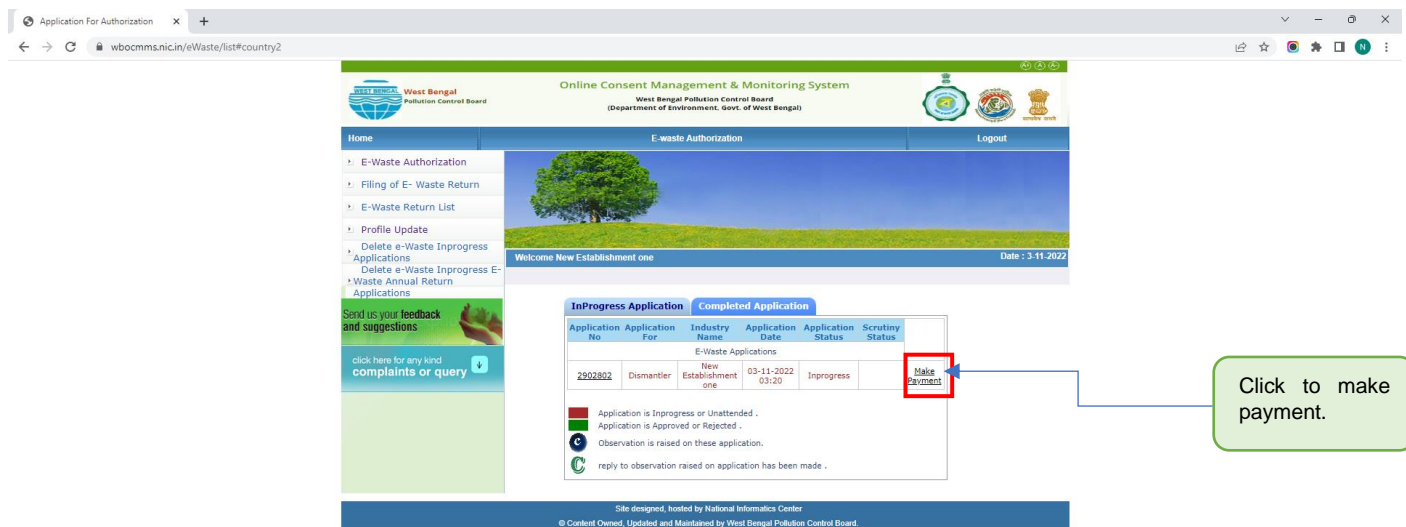 Application For Authorization
wbocmms.nic.in/eWaste/list#country2
N
A+ A A-
WEST BENGAL
West Bengal
Pollution Control Board
Online Consent Management & Monitoring System
West Bengal Pollution Control Board
(Department of Environment. Govt. of West Bengal)
सत्यमेव जयते
Home
E-waste Authorization
Logout
E-Waste Authorization
Filing of E- Waste Return
E-Waste Return List
Profile Update
Delete e-Waste Inprogress
Applications
Delete e-Waste Inprogress E-
Waste Annual Return
Applications
Send us your feedback
and suggestions
click here for any kind
complaints or query
Welcome New Establishment one
Date : 3-11-2022
InProgress Application
Completed Application
Application No
Application For
Industry Name
Application Date
Application Status
Scrutiny Status
E-Waste Applications
2902802
Dismantler
New Establishment one
03-11-2022 03:20
Inprogress
Make Payment
Application is Inprogress or Unattended .
Application is Approved or Rejected .
C
Observation is raised on these application.
C
reply to observation raised on application has been made .
Click to make
payment.
Site designed, hosted by National Informatics Center
© Content Owned, Updated and Maintained by West Bengal Pollution Control Board.